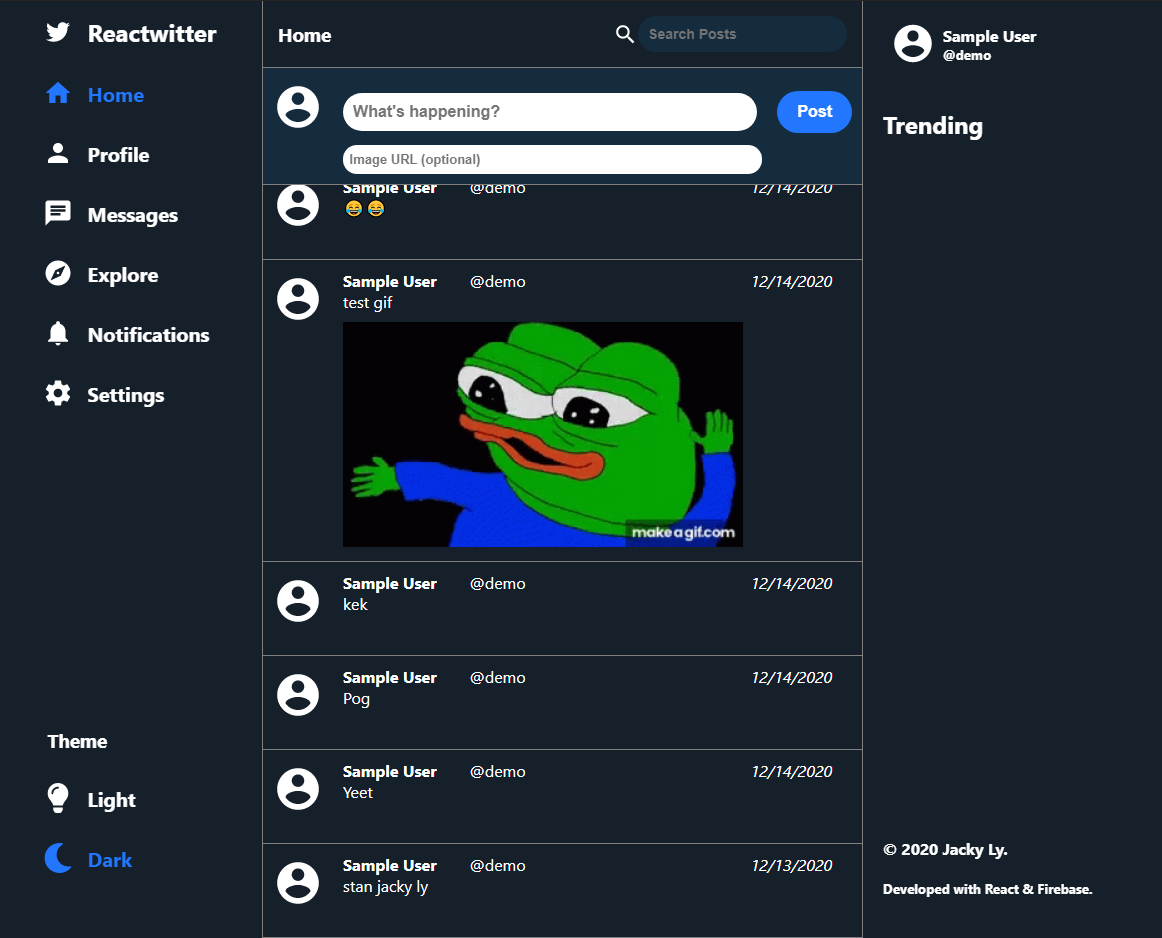 Reactwitter
Home
Profile
Messages
Explore
Notifications
Settings
Theme
Light
Dark
Home
Search Posts
What's happening?
Post
Image URL (optional)
Sample User @demo 12/14/2020
😂 😂
Sample User @demo 12/14/2020
test gif
makeagif.com
Sample User @demo 12/14/2020
kek
Sample User @demo 12/14/2020
Pog
Sample User @demo 12/14/2020
Yeet
Sample User @demo 12/13/2020
stan jacky ly
Sample User
@demo
Trending
© 2020 Jacky Ly.
Developed with React & Firebase.